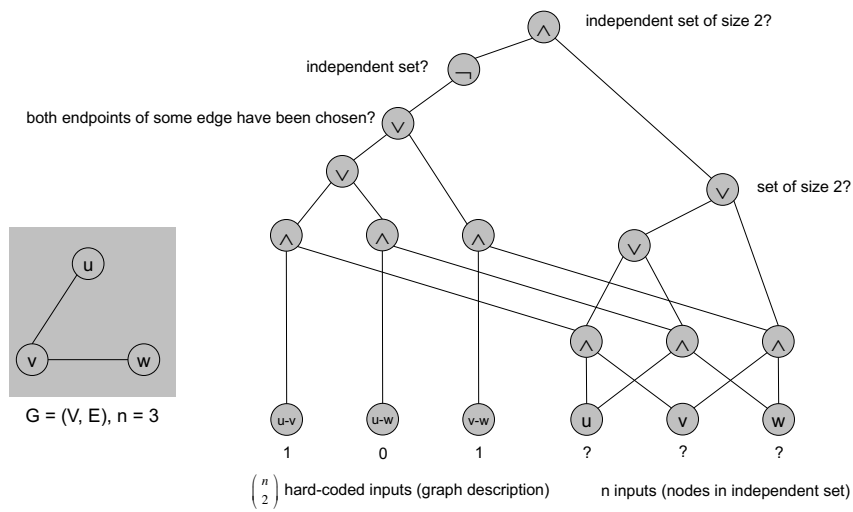 independent set of size 2?
∧
independent set?
¬
both endpoints of some edge have been chosen?
∨
∨
∨
set of size 2?
∧ ∧ ∧
∨
u
∧ ∧ ∧
v w
G = (V, E), n = 3
u-v u-w v-w u v w
1 0 1 ? ? ?
(n 2) hard-coded inputs (graph description) n inputs (nodes in independent set)